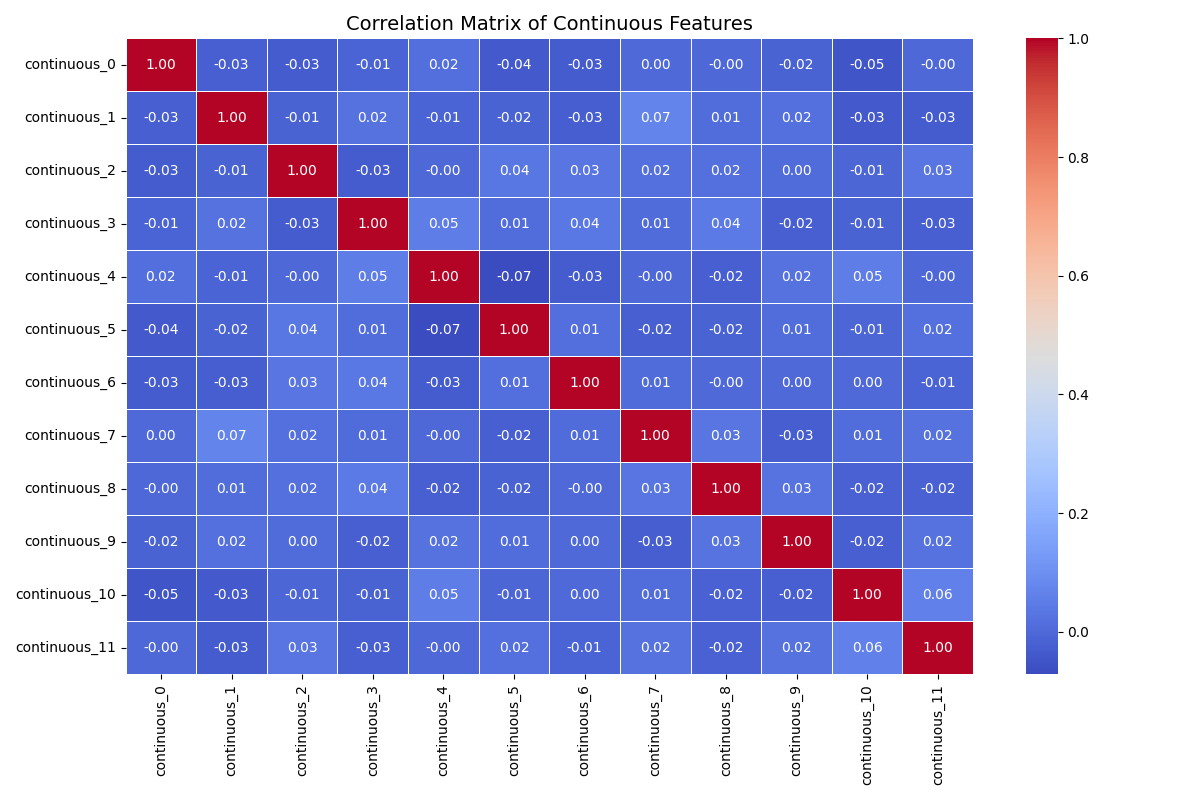 Correlation Matrix of Continuous Features
continuous_0 1.00 -0.03 -0.03 -0.01 0.02 -0.04 -0.03 0.00 -0.00 -0.02 -0.05 -0.00
continuous_1 -0.03 1.00 -0.01 0.02 -0.01 -0.02 -0.03 0.07 0.01 0.02 -0.03 -0.03
continuous_2 -0.03 -0.01 1.00 -0.03 -0.00 0.04 0.03 0.02 0.02 0.00 -0.01 0.03
continuous_3 -0.01 0.02 -0.03 1.00 0.05 0.01 0.04 0.01 0.04 -0.02 -0.01 -0.03
continuous_4 0.02 -0.01 -0.00 0.05 1.00 -0.07 -0.03 -0.00 -0.02 0.02 0.05 -0.00
continuous_5 -0.04 -0.02 0.04 0.01 -0.07 1.00 0.01 -0.02 -0.02 0.01 -0.01 0.02
continuous_6 -0.03 -0.03 0.03 0.04 -0.03 0.01 1.00 0.01 -0.00 0.00 0.00 -0.01
continuous_7 0.00 0.07 0.02 0.01 -0.00 -0.02 0.01 1.00 0.03 -0.03 0.01 0.02
continuous_8 -0.00 0.01 0.02 0.04 -0.02 -0.02 -0.00 0.03 1.00 0.03 -0.02 -0.02
continuous_9 -0.02 0.02 0.00 -0.02 0.02 0.01 0.00 -0.03 0.03 1.00 -0.02 0.02
continuous_10 -0.05 -0.03 -0.01 -0.01 0.05 -0.01 0.00 0.01 -0.02 -0.02 1.00 0.06
continuous_11 -0.00 -0.03 0.03 -0.03 -0.00 0.02 -0.01 0.02 -0.02 0.02 0.06 1.00
continuous_0 continuous_1 continuous_2 continuous_3 continuous_4 continuous_5 continuous_6 continuous_7 continuous_8 continuous_9 continuous_10 continuous_11
1.0
0.8
0.6
0.4
0.2
0.0